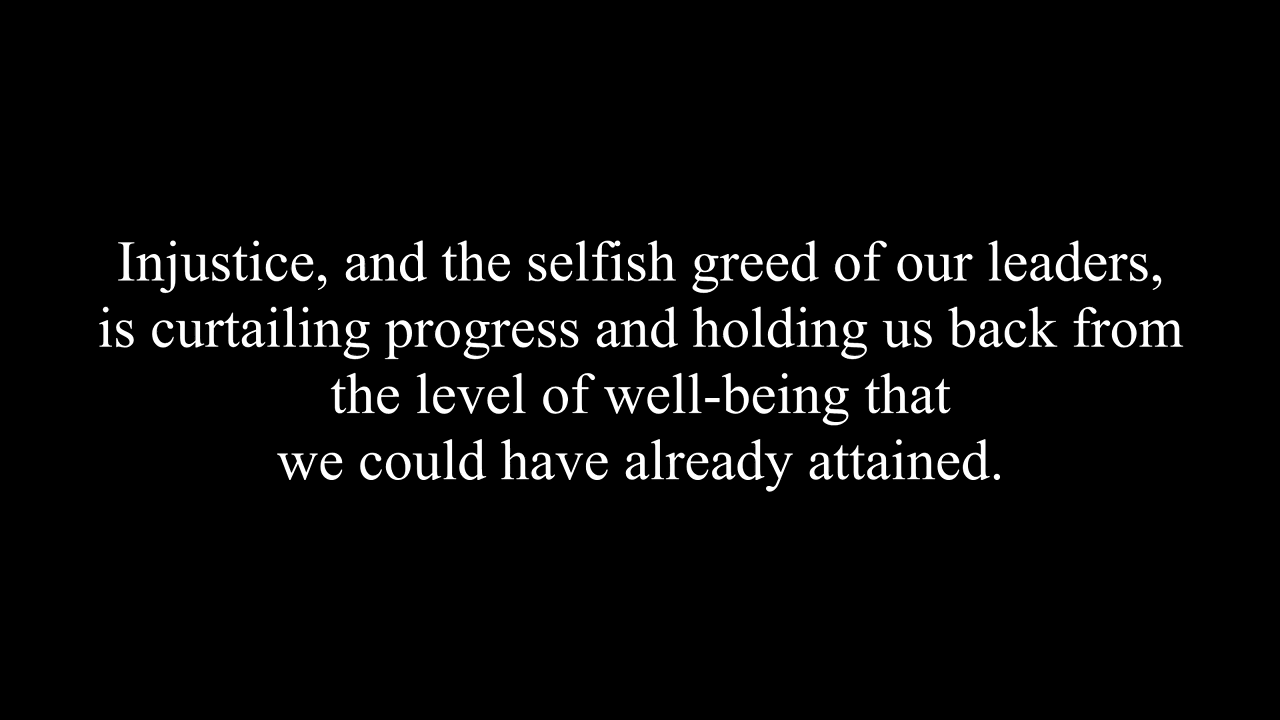 Injustice, and the selfish greed of our leaders,
is curtailing progress and holding us back from
the level of well-being that
we could have already attained.